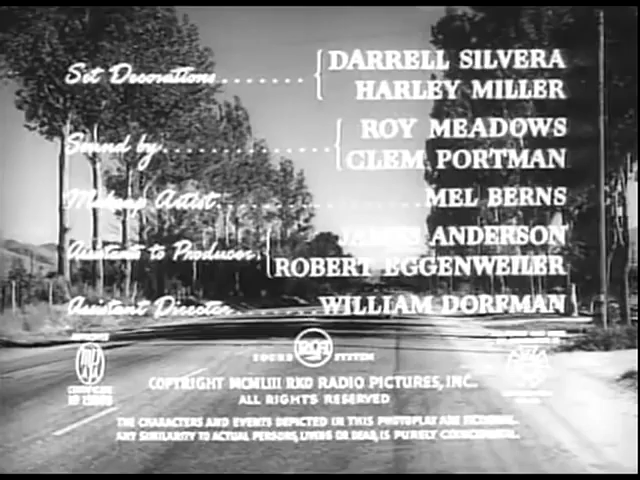 Set Decorations....... { DARRELL SILVERA
HARLEY MILLER
Sound by............... { ROY MEADOWS
CLEM PORTMAN
Makeup Artist.................. MEL BERNS
Assistants to Producer. { JAMES ANDERSON
ROBERT EGGENWEILER
Assistant Director....... WILLIAM DORFMAN }
SOUND RCA SYSTEM
COPYRIGHT MCMLIII RKO RADIO PICTURES, INC.
ALL RIGHTS RESERVED
THE CHARACTERS AND EVENTS DEPICTED IN THIS PHOTOPLAY ARE FICTIONAL.
ANY SIMILARITY TO ACTUAL PERSONS, LIVING OR DEAD, IS PURELY COINCIDENTAL.